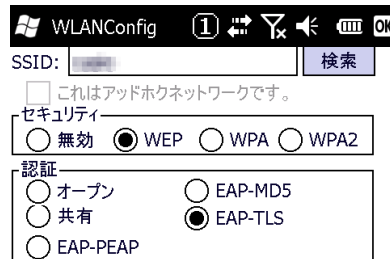 WLANConfig 1 OK
SSID: 検索
これはアッドホクネットワークです。
セキュリティ
無効 WEP WPA WPA2
認証
オープン EAP-MD5
共有 EAP-TLS
EAP-PEAP